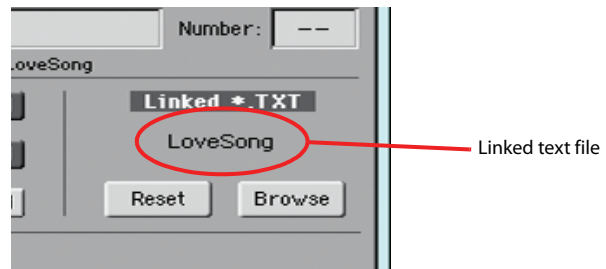 Number: --
LoveSong
Linked *.TXT
LoveSong
Linked text file
Reset Browse